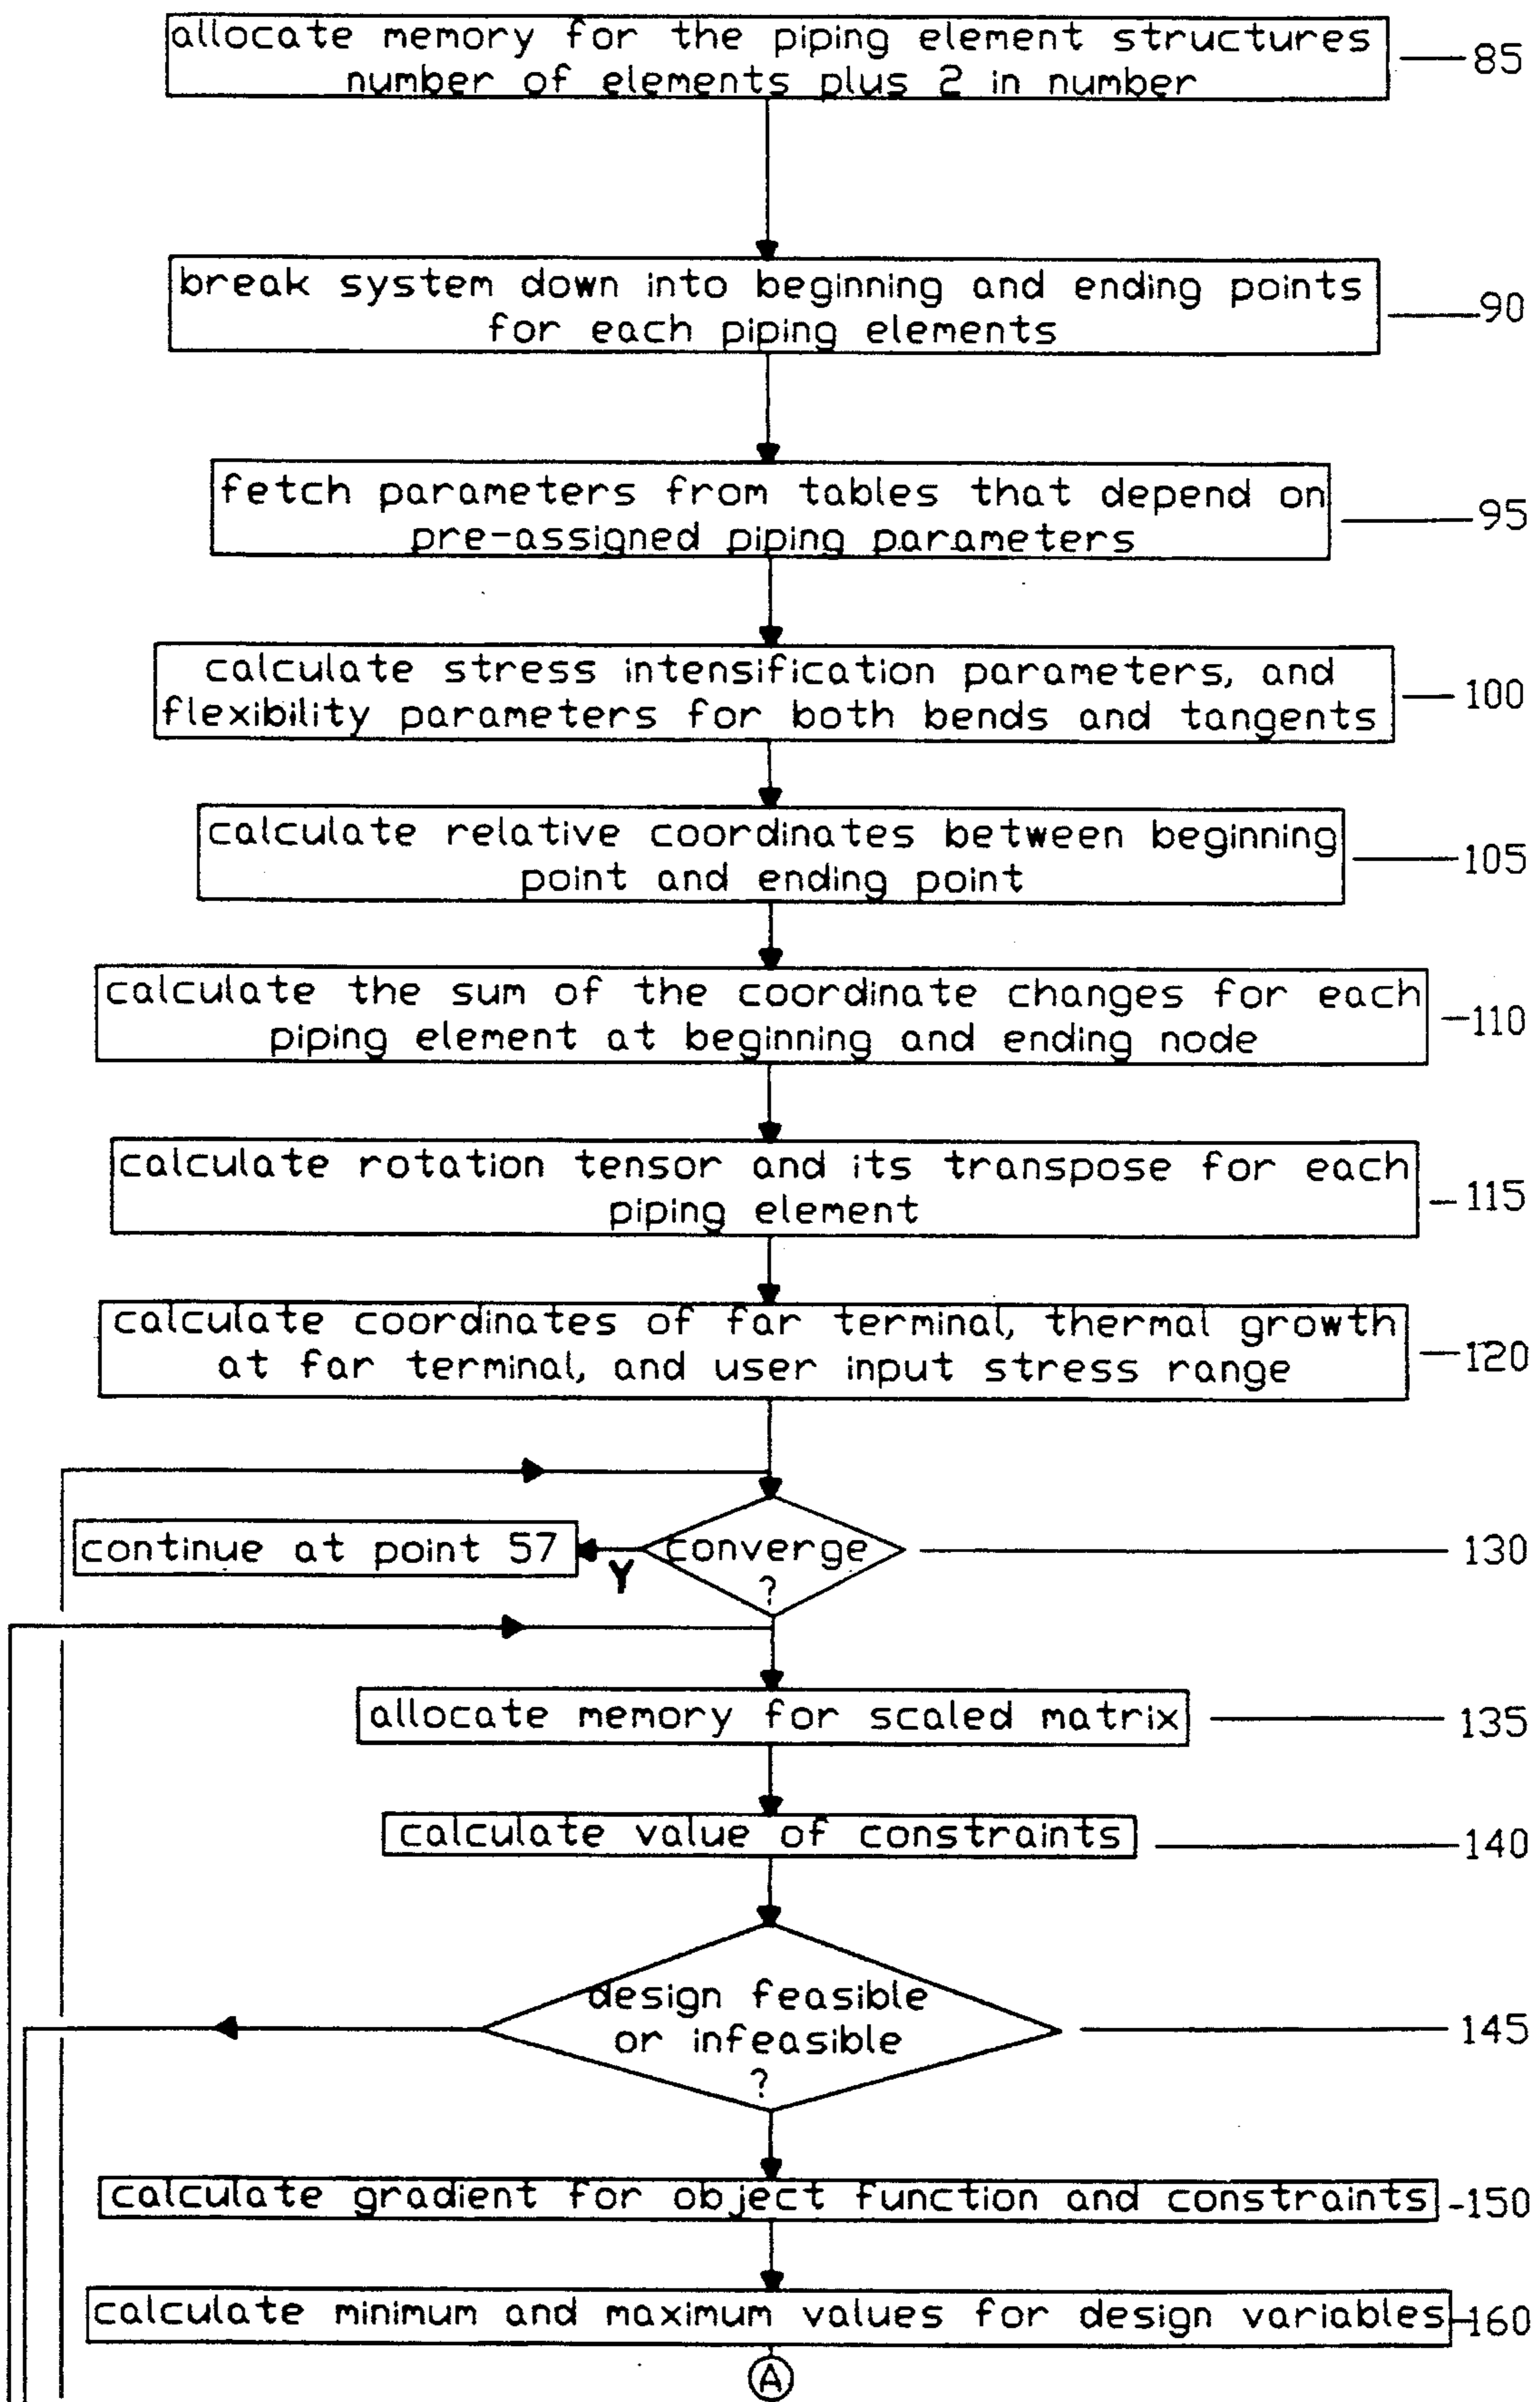 allocate memory for the piping element structures
number of elements plus 2 in number
85
break system down into beginning and ending points
for each piping elements
90
fetch parameters from tables that depend on
pre-assigned piping parameters
95
calculate stress intensification parameters, and
flexibility parameters for both bends and tangents
100
calculate relative coordinates between beginning
point and ending point
105
calculate the sum of the coordinate changes for each
piping element at beginning and ending node
110
calculate rotation tensor and its transpose for each
piping element
115
calculate coordinates of far terminal, thermal growth
at far terminal, and user input stress range
120
continue at point 57
Y
converge
?
130
allocate memory for scaled matrix
135
calculate value of constraints
140
design feasible
or infeasible
?
145
calculate gradient for object function and constraints
150
calculate minimum and maximum values for design variables
160
A